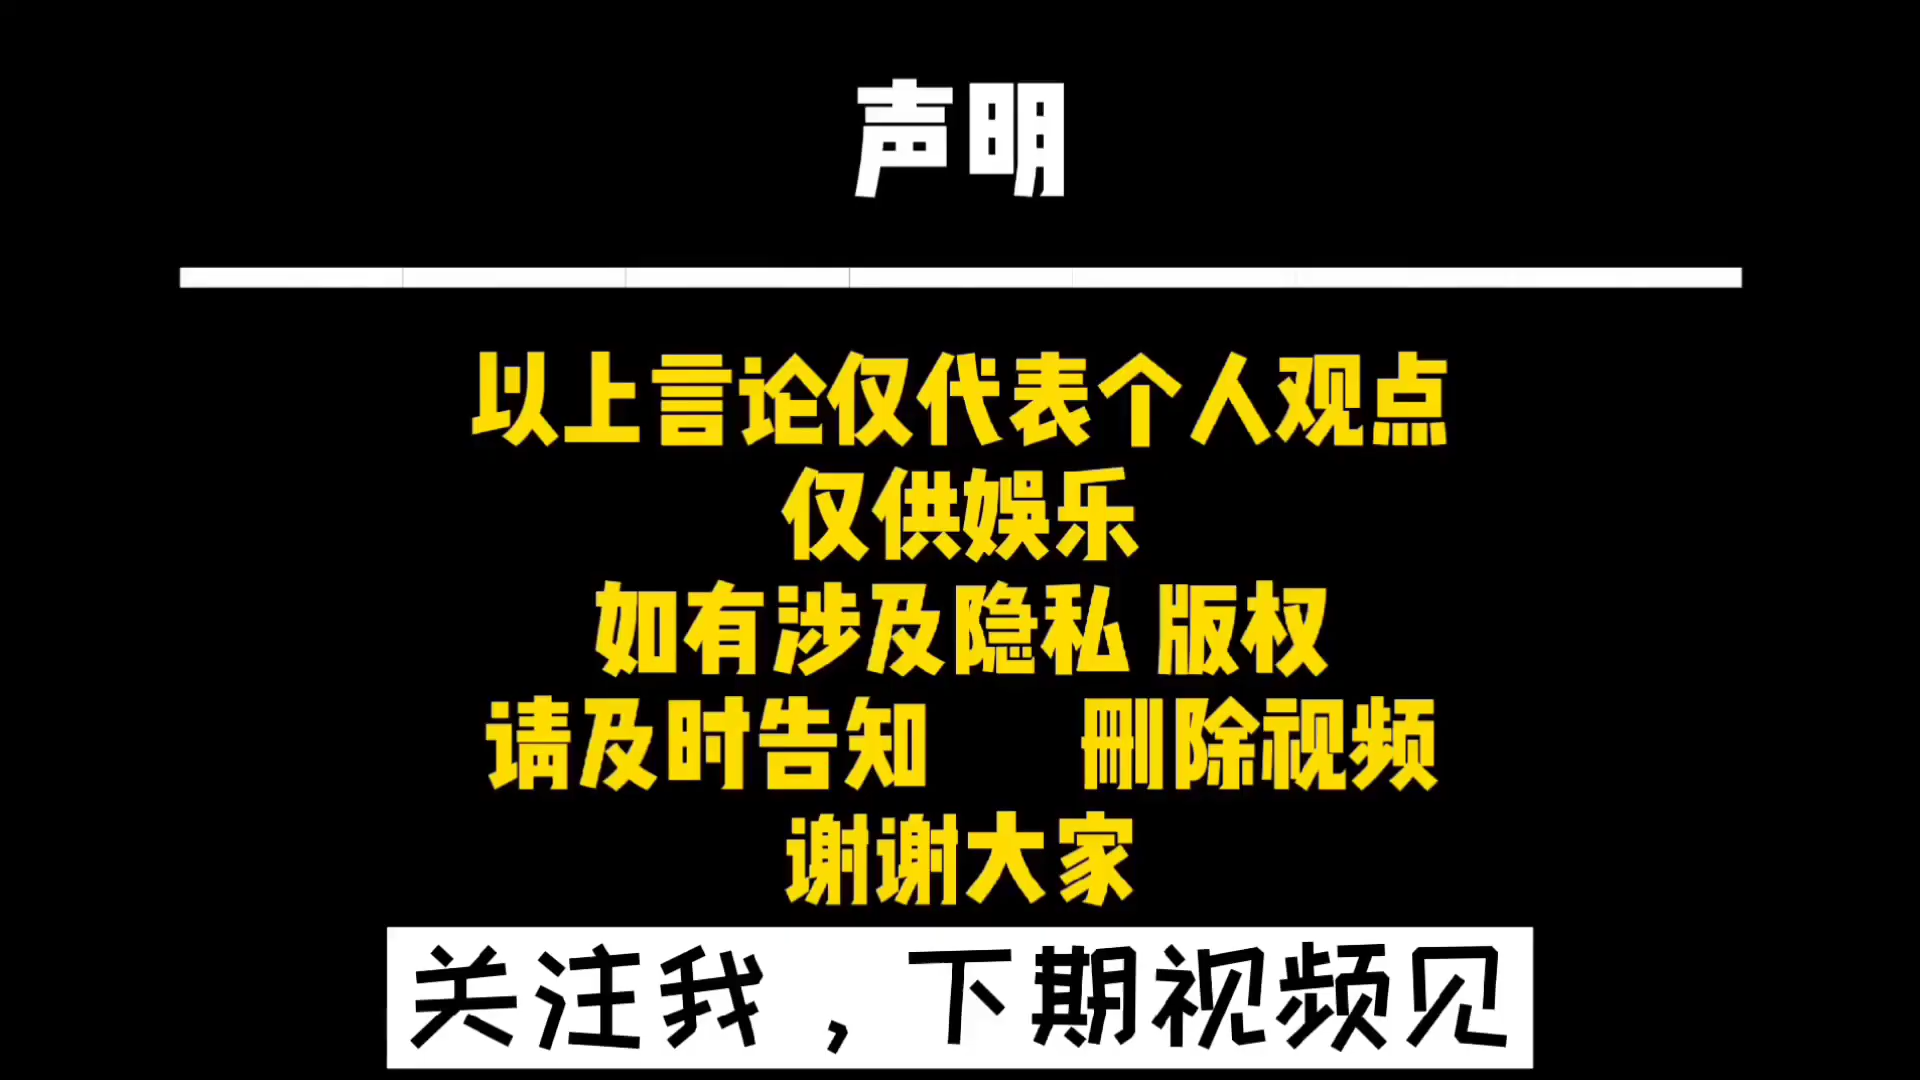 声明
以上言论仅代表个人观点
仅供娱乐
如有涉及隐私 版权
请及时告知 删除视频
谢谢大家
关注我，下期视频见